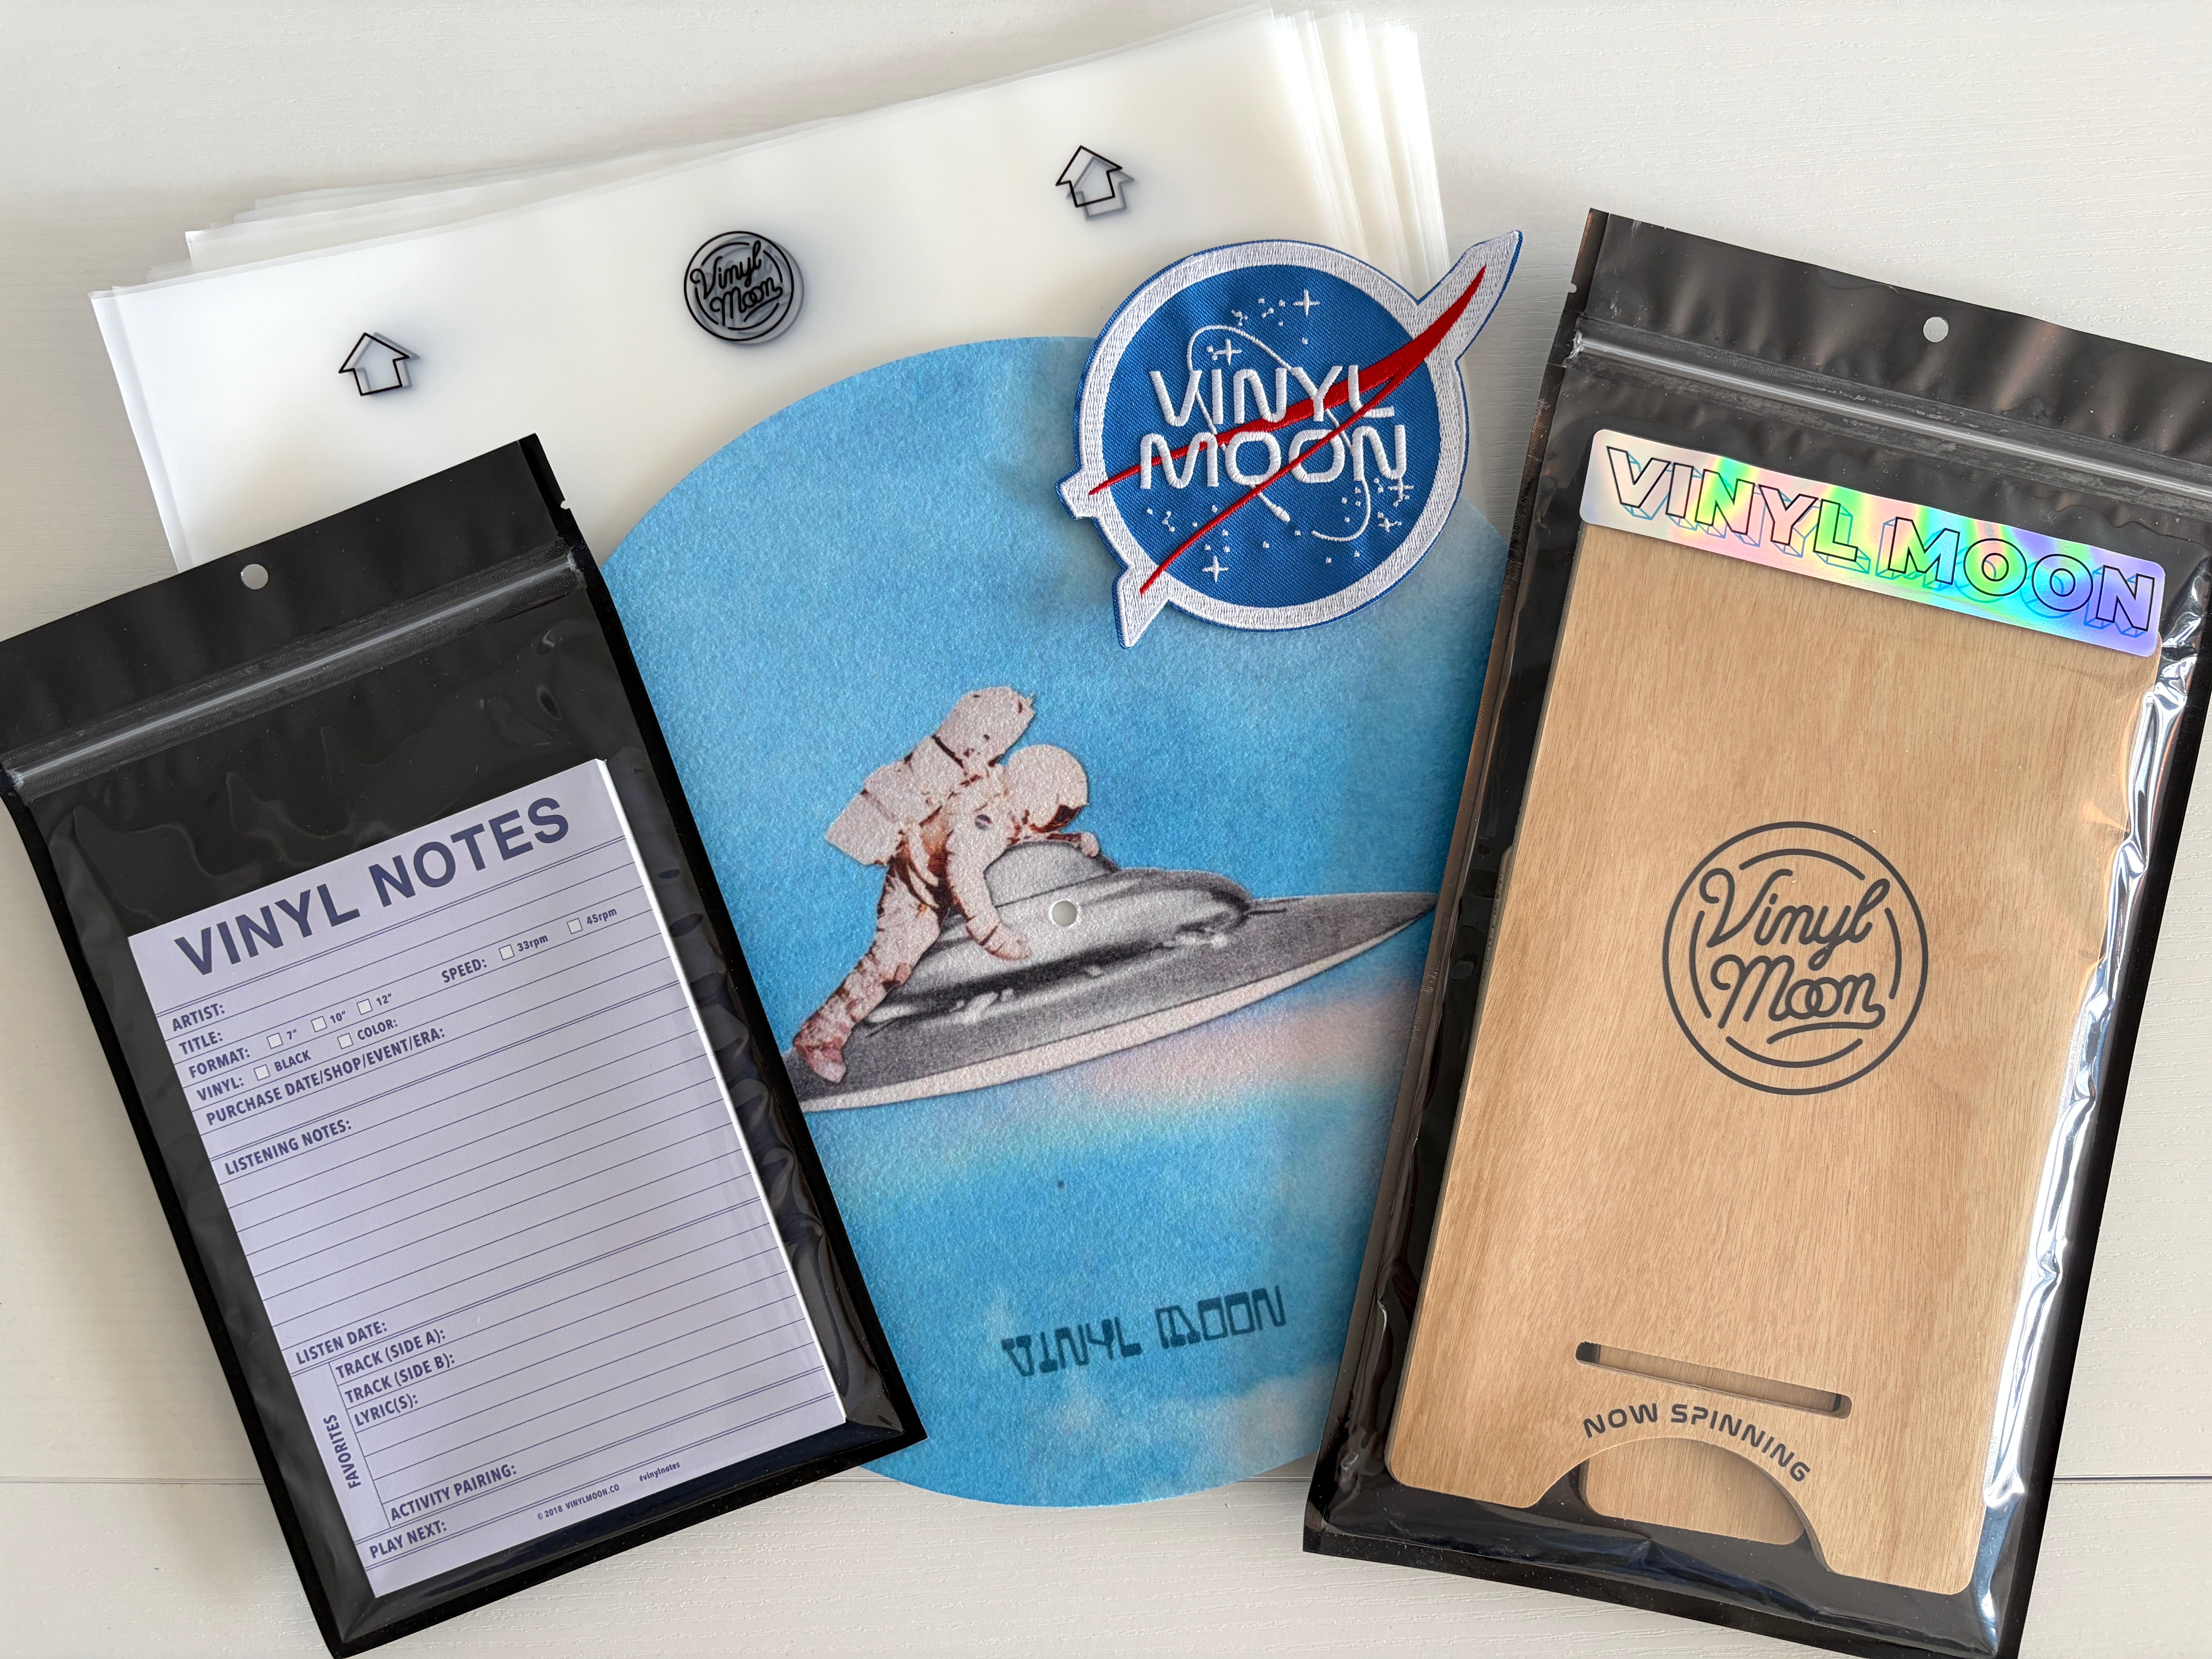 Vinyl
Moon
VINYL
MOON
VINYL MOON
Vinyl
Moon
NOW SPINNING
VINYL MOON
VINYL NOTES
ARTIST:
TITLE:
FORMAT: 7" 10" 12" SPEED: 33rpm 45rpm
VINYL: BLACK COLOR:
PURCHASE DATE/SHOP/EVENT/ERA:
LISTENING NOTES:
LISTEN DATE:
FAVORITES
TRACK (SIDE A):
TRACK (SIDE B):
LYRIC(S):
ACTIVITY PAIRING:
PLAY NEXT:
© 2018 VINYLMOON.CO #vinylnotes